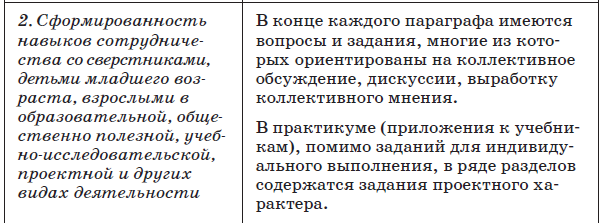 2. Сформированность
навыков сотрудниче-
ства со сверстниками,
детьми младшего воз-
раста, взрослыми в
образовательной, обще-
ственно полезной, учеб-
но-исследовательской,
проектной и других
видах деятельности
В конце каждого параграфа имеются
вопросы и задания, многие из кото-
рых ориентированы на коллективное
обсуждение, дискуссии, выработку
коллективного мнения.
В практикуме (приложения к учебни-
кам), помимо заданий для индивиду-
ального выполнения, в ряде разделов
содержатся задания проектного ха-
рактера.